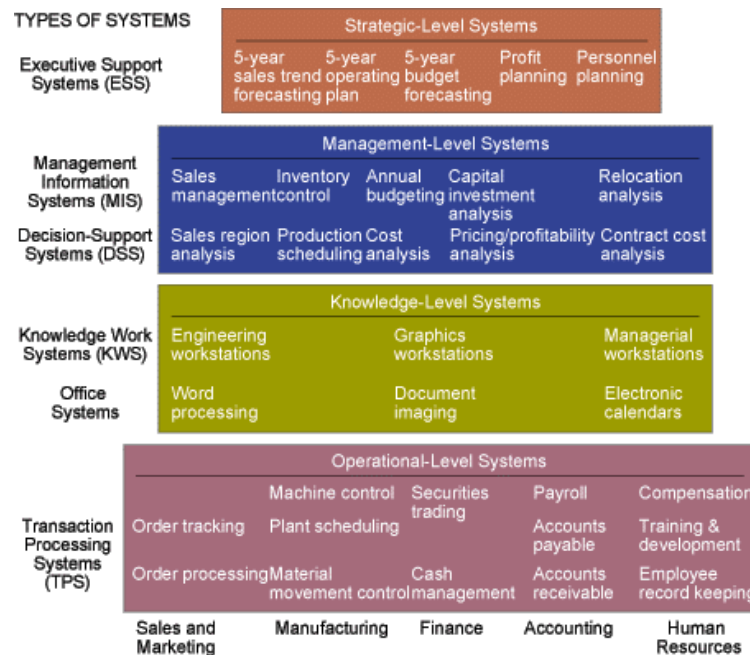 TYPES OF SYSTEMS
Strategic-Level Systems
Executive Support
Systems (ESS)
5-year 5-year 5-year Profit Personnel
sales trend operating budget planning planning
forecasting plan forecasting
Management-Level Systems
Management
Information
Systems (MIS)
Sales Inventory Annual Capital Relocation
management control budgeting investment analysis
analysis
Decision-Support
Systems (DSS)
Sales region Production Cost Pricing/profitability Contract cost
analysis scheduling analysis analysis analysis
Knowledge-Level Systems
Knowledge Work
Systems (KWS)
Engineering Graphics Managerial
workstations workstations workstations
Office
Systems
Word Document Electronic
processing imaging calendars
Operational-Level Systems
Transaction
Processing
Systems
(TPS)
Machine control Securities Payroll Compensation
trading
Order tracking Plant scheduling Accounts Training &
payable development
Order processing Material Cash Accounts Employee
movement control management receivable record keeping
Sales and Manufacturing Finance Accounting Human
Marketing Resources